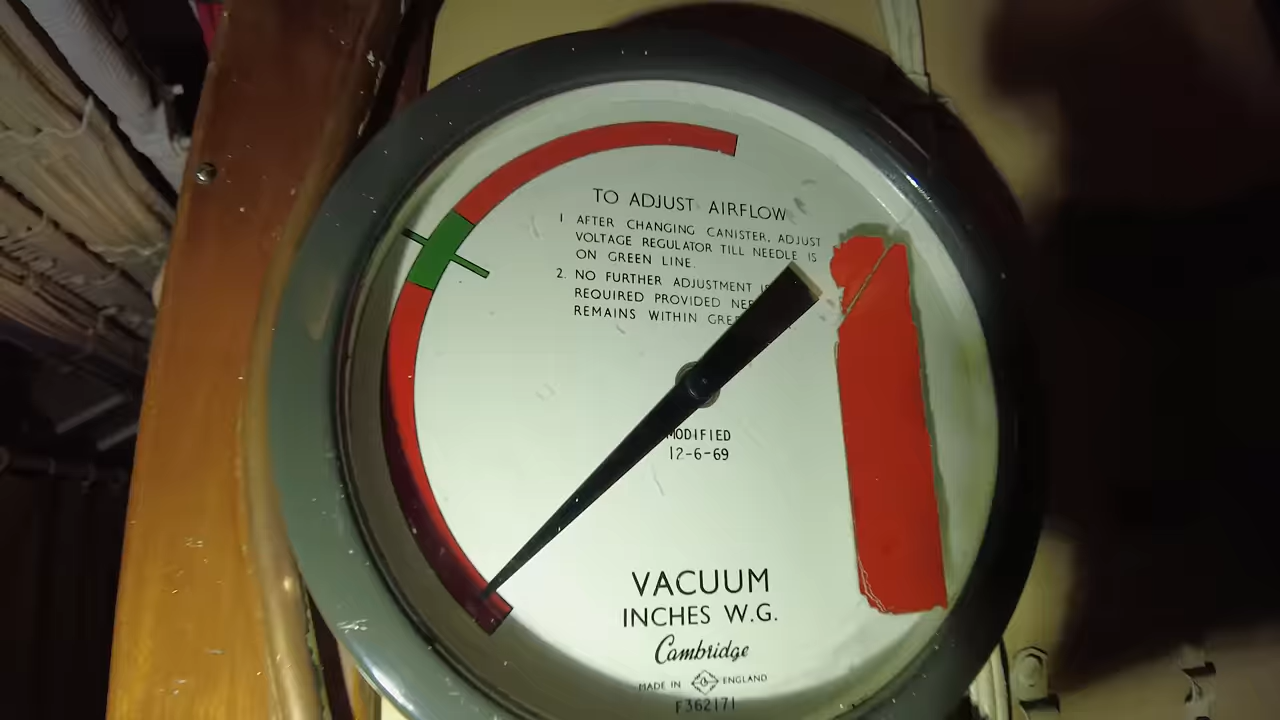 TO ADJUST AIRFLOW
1 AFTER CHANGING CANISTER, ADJUST
VOLTAGE REGULATOR TILL NEEDLE IS
ON GREEN LINE.
2. NO FURTHER ADJUSTMENT
REQUIRED PROVIDED
REMAINS WITHIN
MODIFIED
12-6-69
VACUUM
INCHES W.G.
Cambridge
MADE IN ENGLAND
F362171